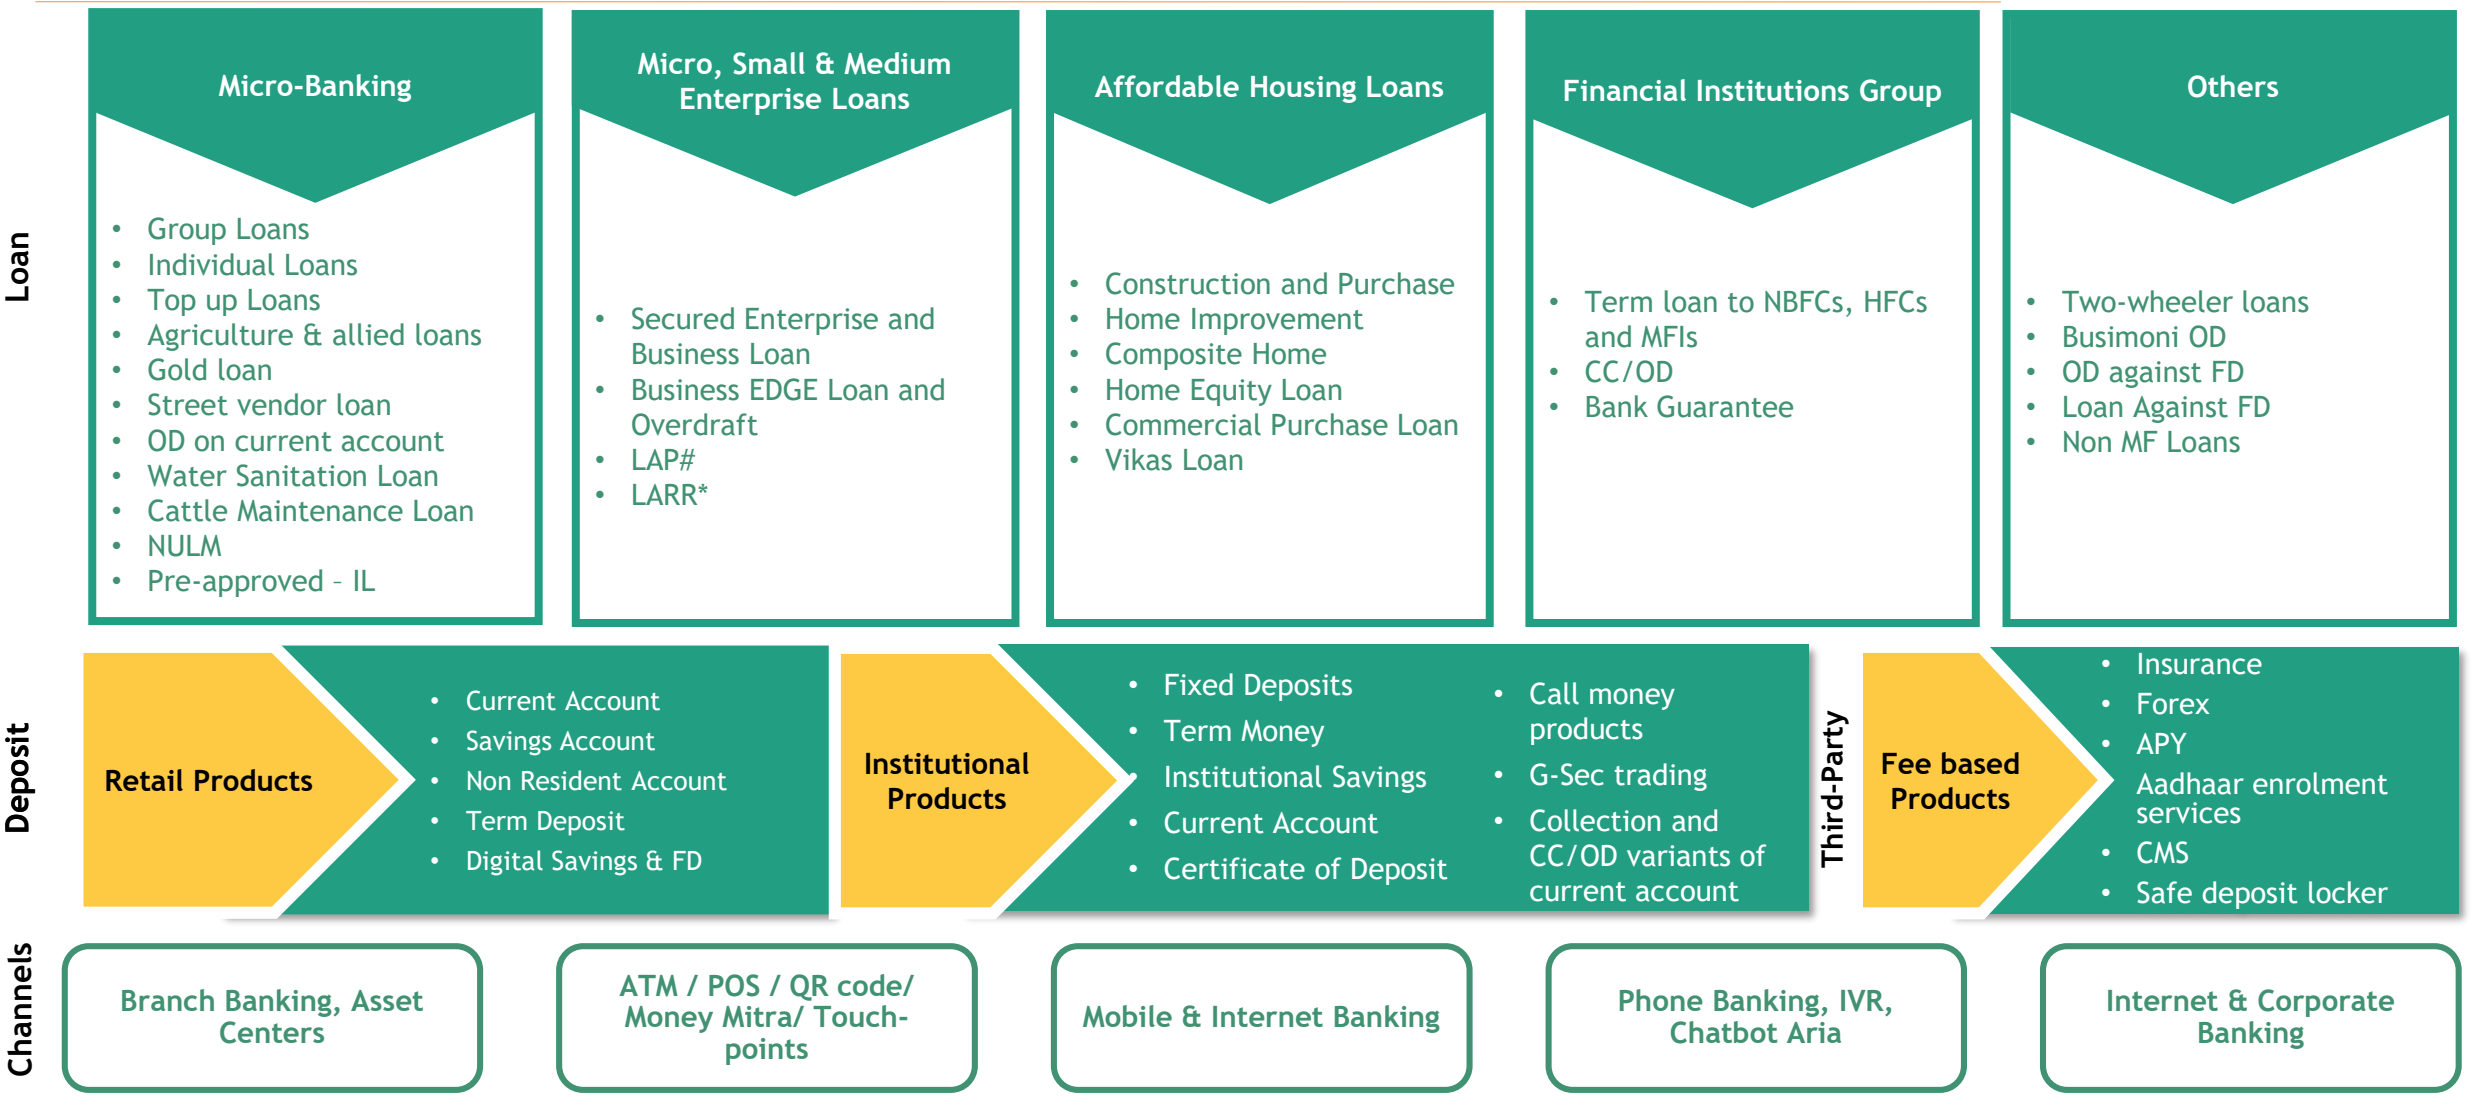 Loan
Micro-Banking
• Group Loans
• Individual Loans
• Top up Loans
• Agriculture & allied loans
• Gold loan
• Street vendor loan
• OD on current account
• Water Sanitation Loan
• Cattle Maintenance Loan
• NULM
• Pre-approved – IL
Micro, Small & Medium
Enterprise Loans
• Secured Enterprise and
Business Loan
• Business EDGE Loan and
Overdraft
• LAP#
• LARR*
Affordable Housing Loans
• Construction and Purchase
• Home Improvement
• Composite Home
• Home Equity Loan
• Commercial Purchase Loan
• Vikas Loan
Financial Institutions Group
• Term loan to NBFCs, HFCs
and MFIs
• CC/OD
• Bank Guarantee
Others
• Two-wheeler loans
• Busimoni OD
• OD against FD
• Loan Against FD
• Non MF Loans
Deposit
Retail Products
• Current Account
• Savings Account
• Non Resident Account
• Term Deposit
• Digital Savings & FD
Institutional
Products
• Fixed Deposits
• Term Money
• Institutional Savings
• Current Account
• Certificate of Deposit
• Call money
products
• G-Sec trading
• Collection and
CC/OD variants of
current account
Third-Party
Fee based
Products
• Insurance
• Forex
• APY
• Aadhaar enrolment
services
• CMS
• Safe deposit locker
Channels
Branch Banking, Asset
Centers
ATM / POS / QR code/
Money Mitra/ Touch-
points
Mobile & Internet Banking
Phone Banking, IVR,
Chatbot Aria
Internet & Corporate
Banking